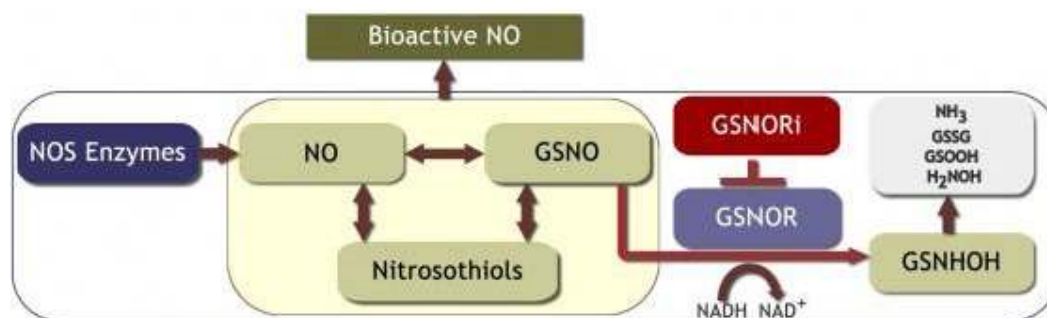 Bioactive NO
NOS Enzymes
NO
GSNO
Nitrosothiols
GSNORi
GSNOR
NADH NAD⁺
NH₃
GSSG
GSOOH
H₂NOH
GSNHOH